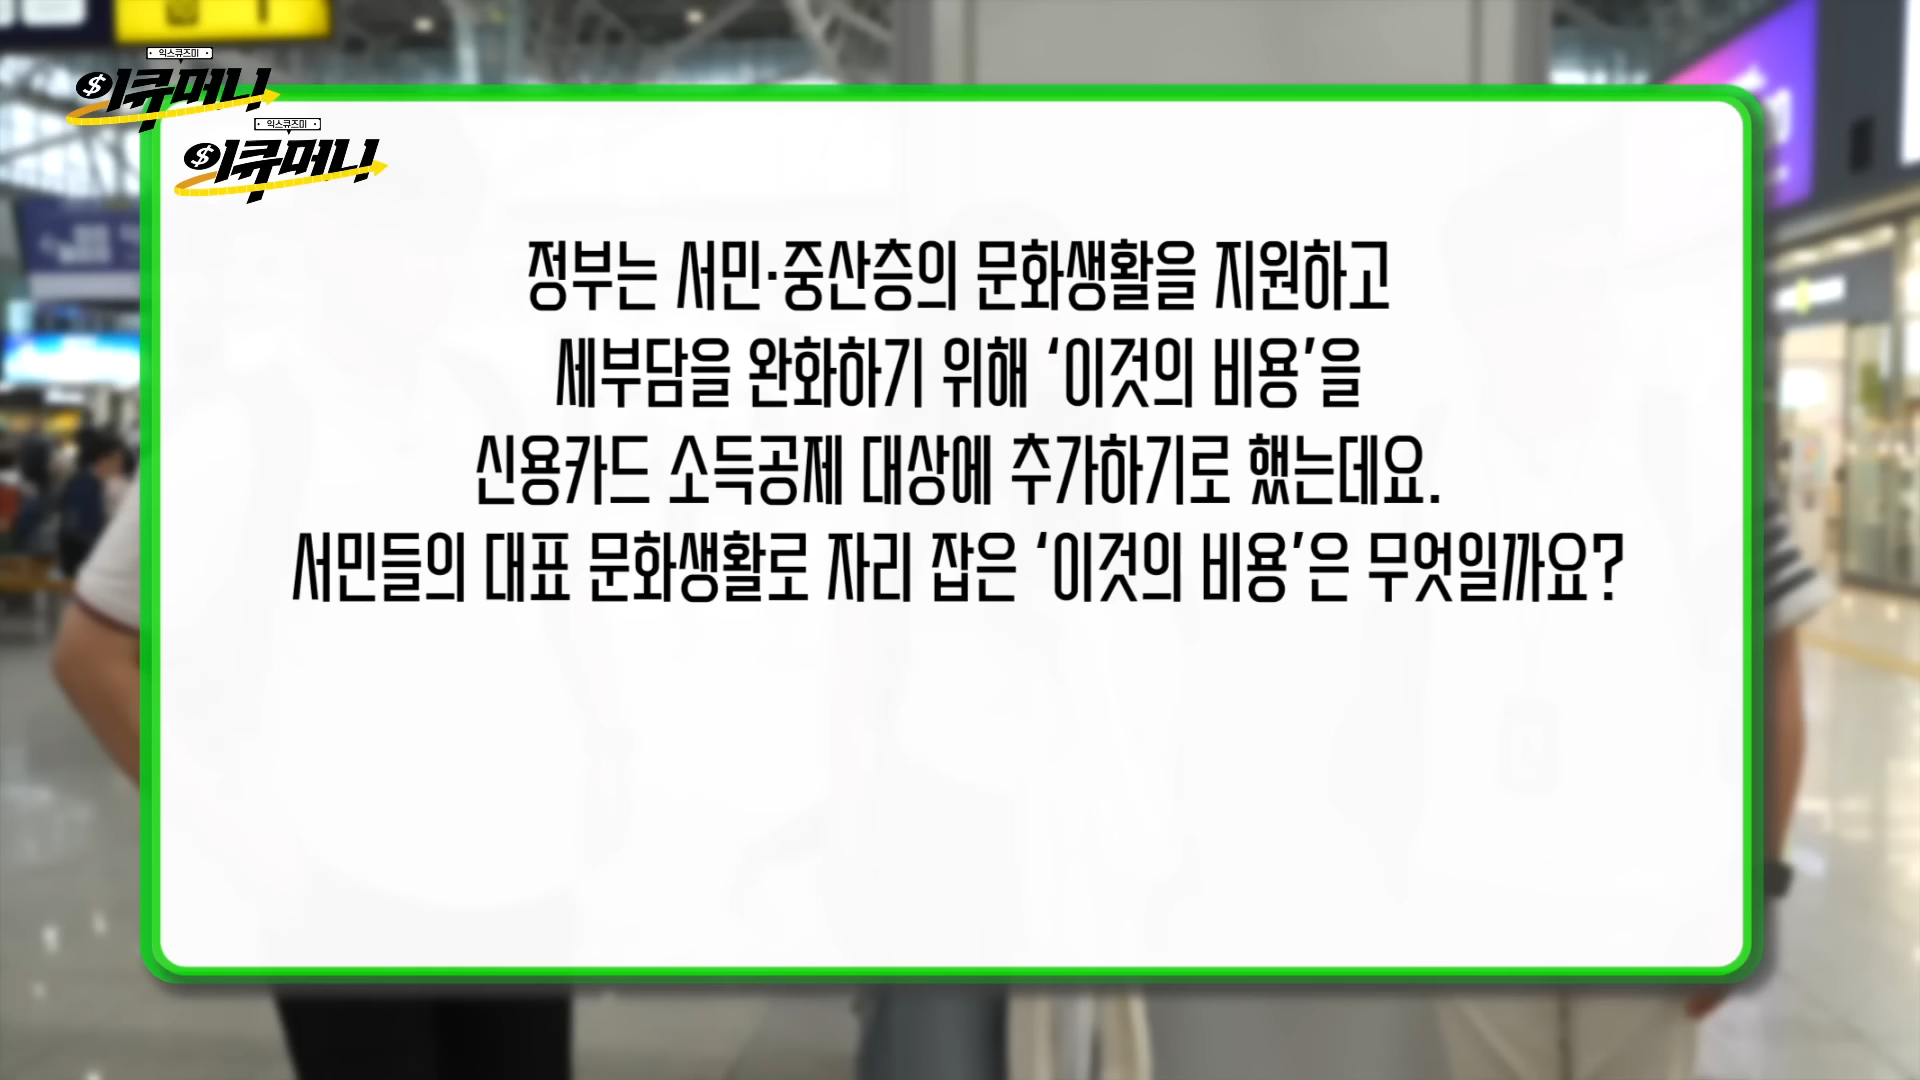 익스큐즈미
이큐머니
익스큐즈미
이큐머니
정부는 서민·중산층의 문화생활을 지원하고
세부담을 완화하기 위해 ‘이것의 비용’을
신용카드 소득공제 대상에 추가하기로 했는데요.
서민들의 대표 문화생활로 자리 잡은 ‘이것의 비용’은 무엇일까요?